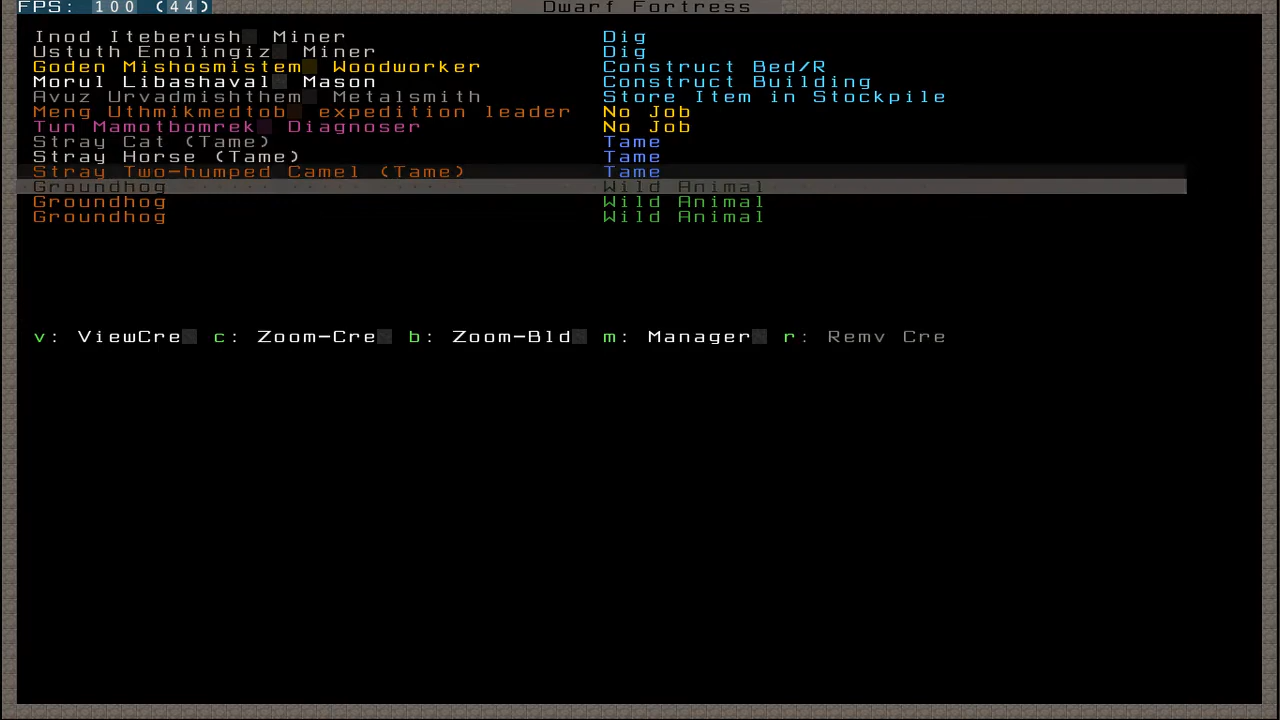 FPS: 100 (44) Dwarf Fortress
Inod Iteberush Miner Dig
Ustuth Enolingiz Miner Dig
Goden Mishosmistem Woodworker Construct Bed/R
Morul Libashaval Mason Construct Building
Avuz Urvadmishthem Metalsmith Store Item in Stockpile
Meng Uthmikmedtob expedition leader No Job
Tun Mamotbomrek Diagnoser No Job
Stray Cat (Tame) Tame
Stray Horse (Tame) Tame
Stray Two-humped Camel (Tame) Tame
Groundhog Wild Animal
Groundhog Wild Animal
Groundhog Wild Animal
v: ViewCre c: Zoom-Cre b: Zoom-Bld m: Manager r: Remv Cre